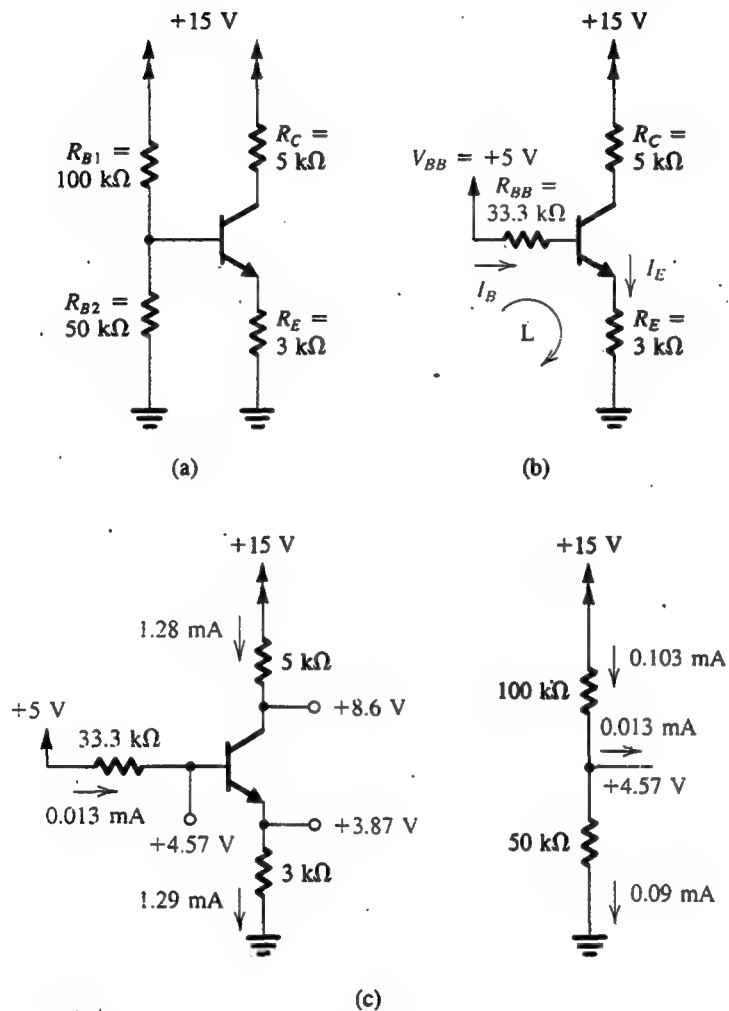 +15 V
R_B1 =
100 kΩ
R_C =
5 kΩ
R_B2 =
50 kΩ
R_E =
3 kΩ
(a)
+15 V
V_BB = +5 V
R_BB =
33.3 kΩ
R_C =
5 kΩ
I_B
I_E
L
R_E =
3 kΩ
(b)
+15 V
1.28 mA
5 kΩ
+8.6 V
+5 V
33.3 kΩ
0.013 mA
+4.57 V
+3.87 V
3 kΩ
1.29 mA
+15 V
0.103 mA
100 kΩ
0.013 mA
+4.57 V
50 kΩ
0.09 mA
(c)